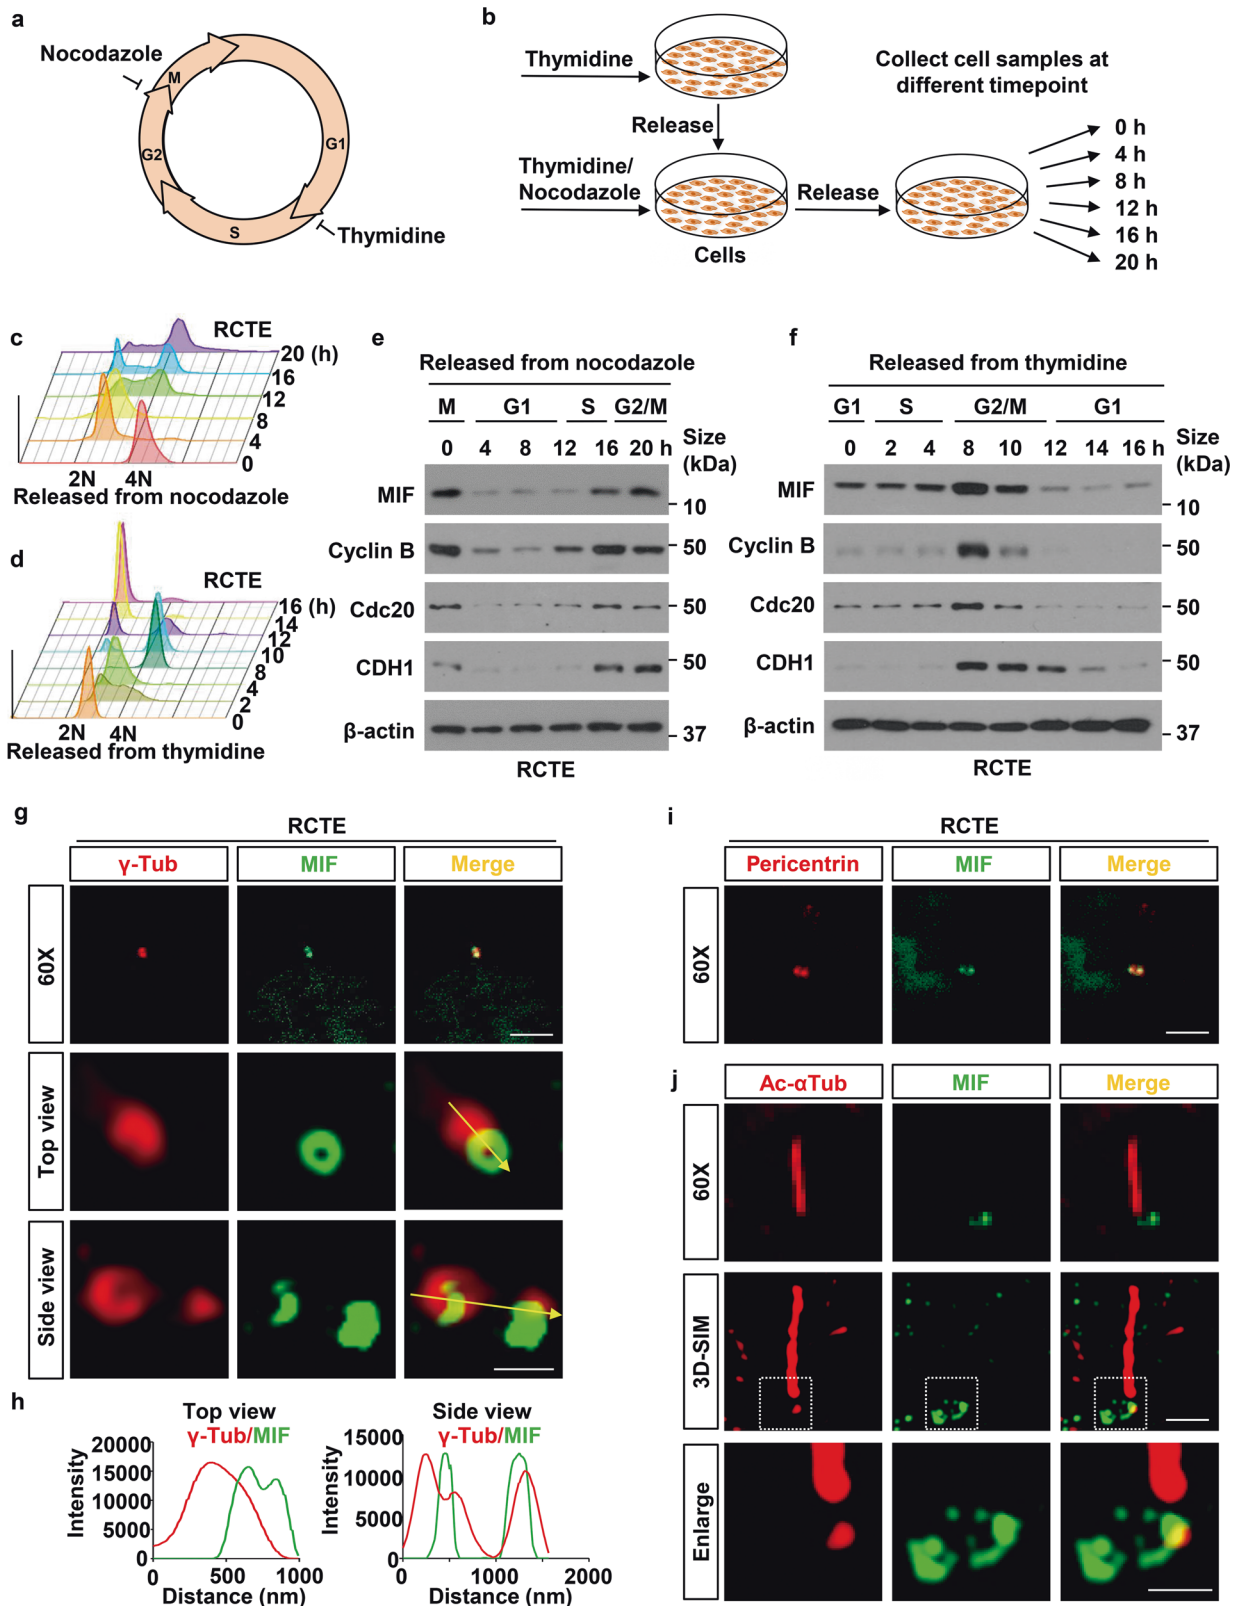 a
Nocodazole
M
G1
G2
S
Thymidine
b
Thymidine
Release
Thymidine/
Nocodazole
Cells
Release
Collect cell samples at
different timepoint
0 h
4 h
8 h
12 h
16 h
20 h
c
RCTE
20 (h)
16
12
8
4
0
2N 4N
Released from nocodazole
d
RCTE
16 (h)
14
12
10
8
4
2
0
2N 4N
Released from thymidine
e
Released from nocodazole
M G1 S G2/M
0 4 8 12 16 20 h
Size
(kDa)
MIF
10
Cyclin B
50
Cdc20
50
CDH1
50
β-actin
37
RCTE
f
Released from thymidine
G1 S G2/M G1
0 2 4 8 10 12 14 16 h
Size
(kDa)
MIF
10
Cyclin B
50
Cdc20
50
CDH1
50
β-actin
37
RCTE
g
RCTE
γ-Tub MIF Merge
60X
Top view
Side view
h
Top view
γ-Tub/MIF
Intensity
20000
15000
10000
5000
0
0 500 1000
Distance (nm)
Side view
γ-Tub/MIF
Intensity
15000
10000
5000
0
0 1000 2000
Distance (nm)
i
RCTE
Pericentrin MIF Merge
60X
j
Ac-αTub MIF Merge
60X
3D-SIM
Enlarge